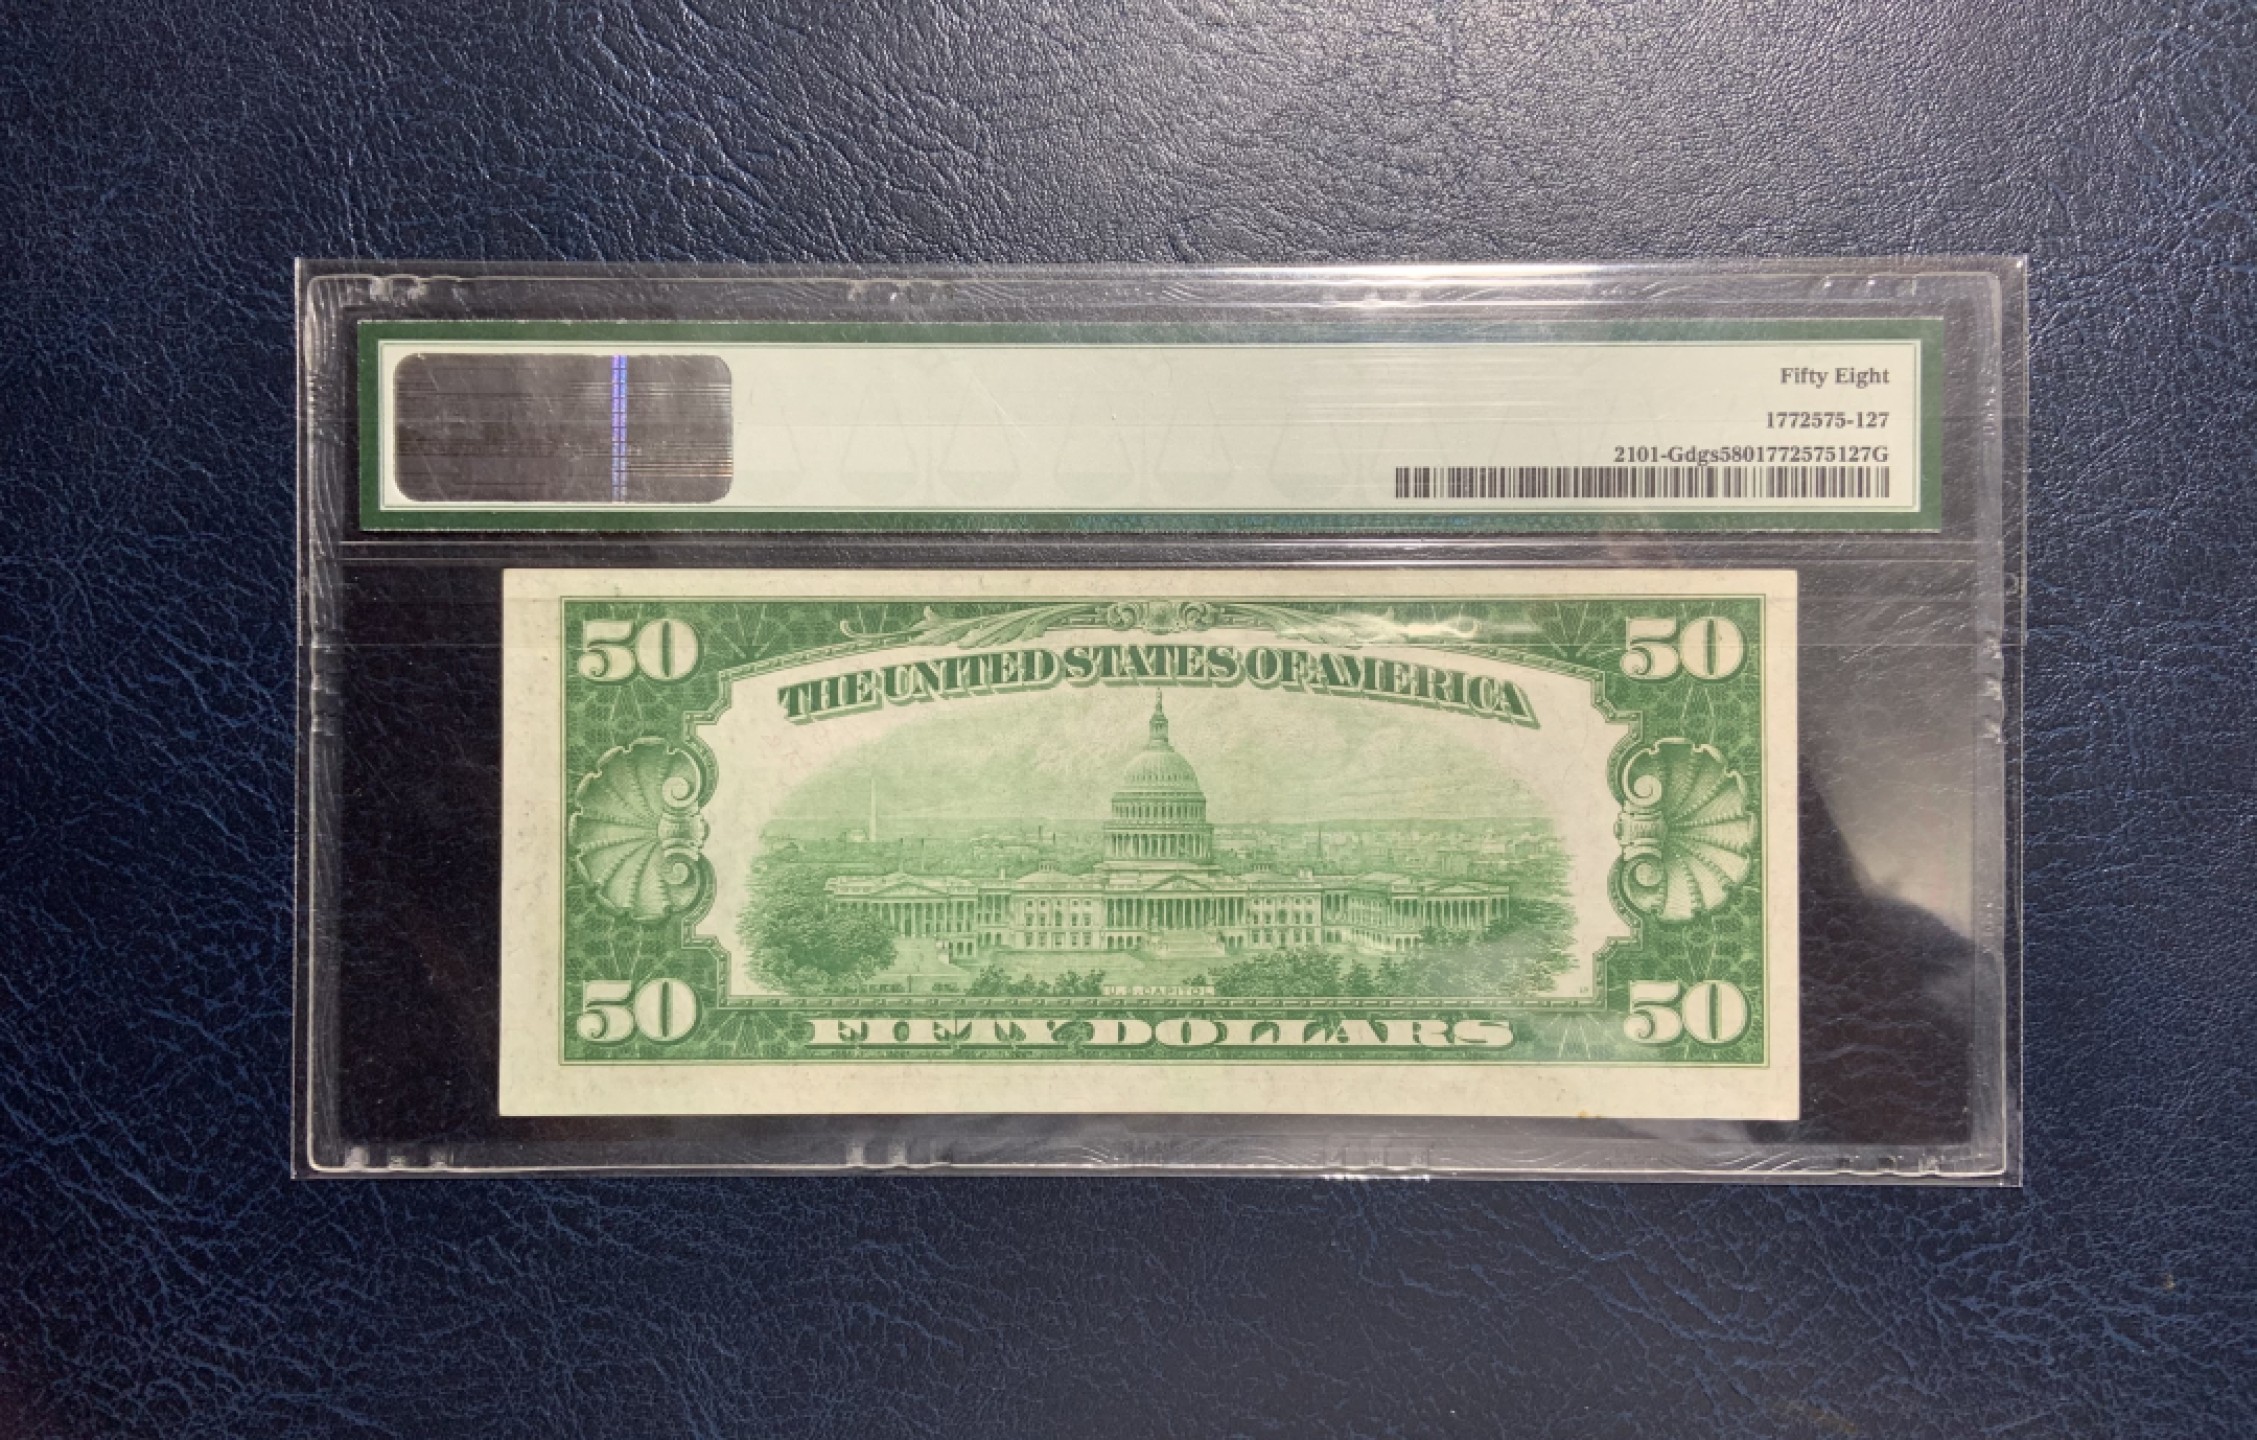 Fifty Eight
1772575-127
2101-Gdgs5801772575127G
50 50
THE UNITED STATES OF AMERICA
U.S. CAPITOL
50 50
FIFTY DOLLARS